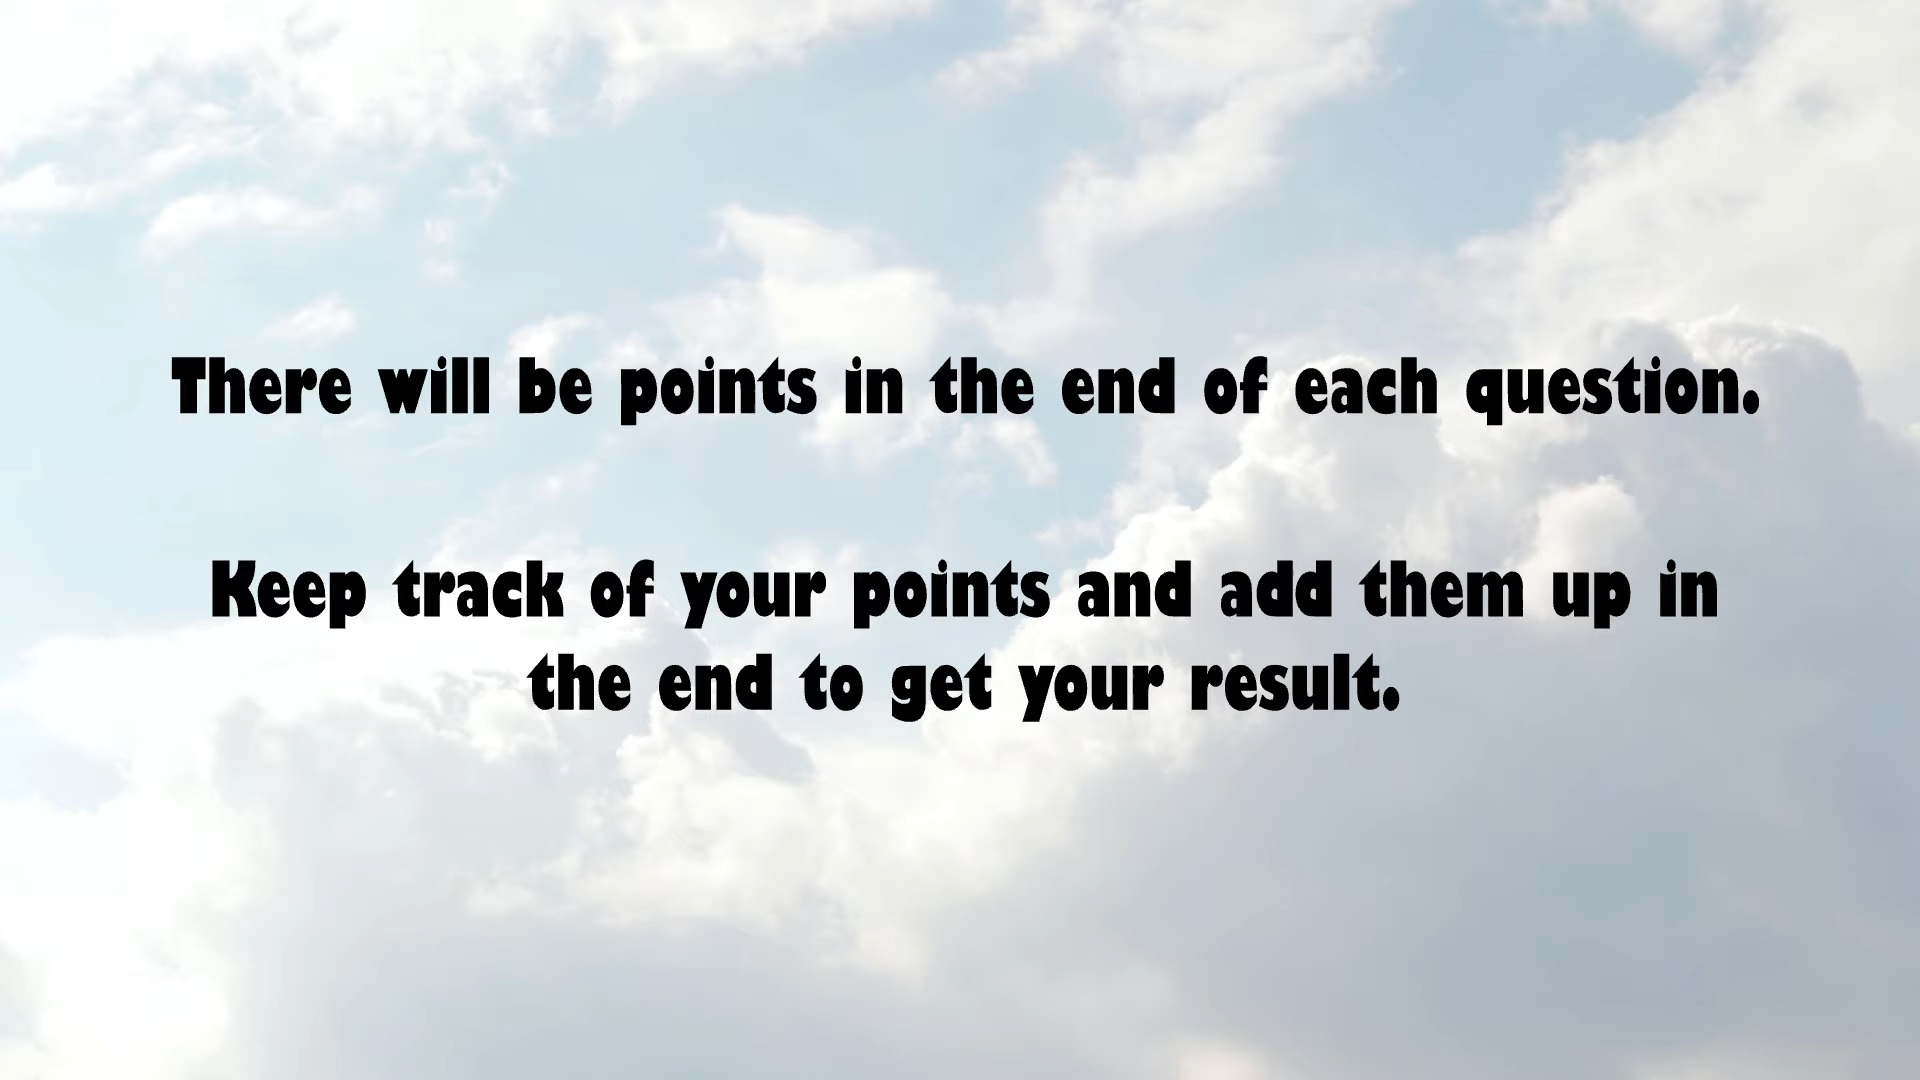 There will be points in the end of each question.
Keep track of your points and add them up in
the end to get your result.